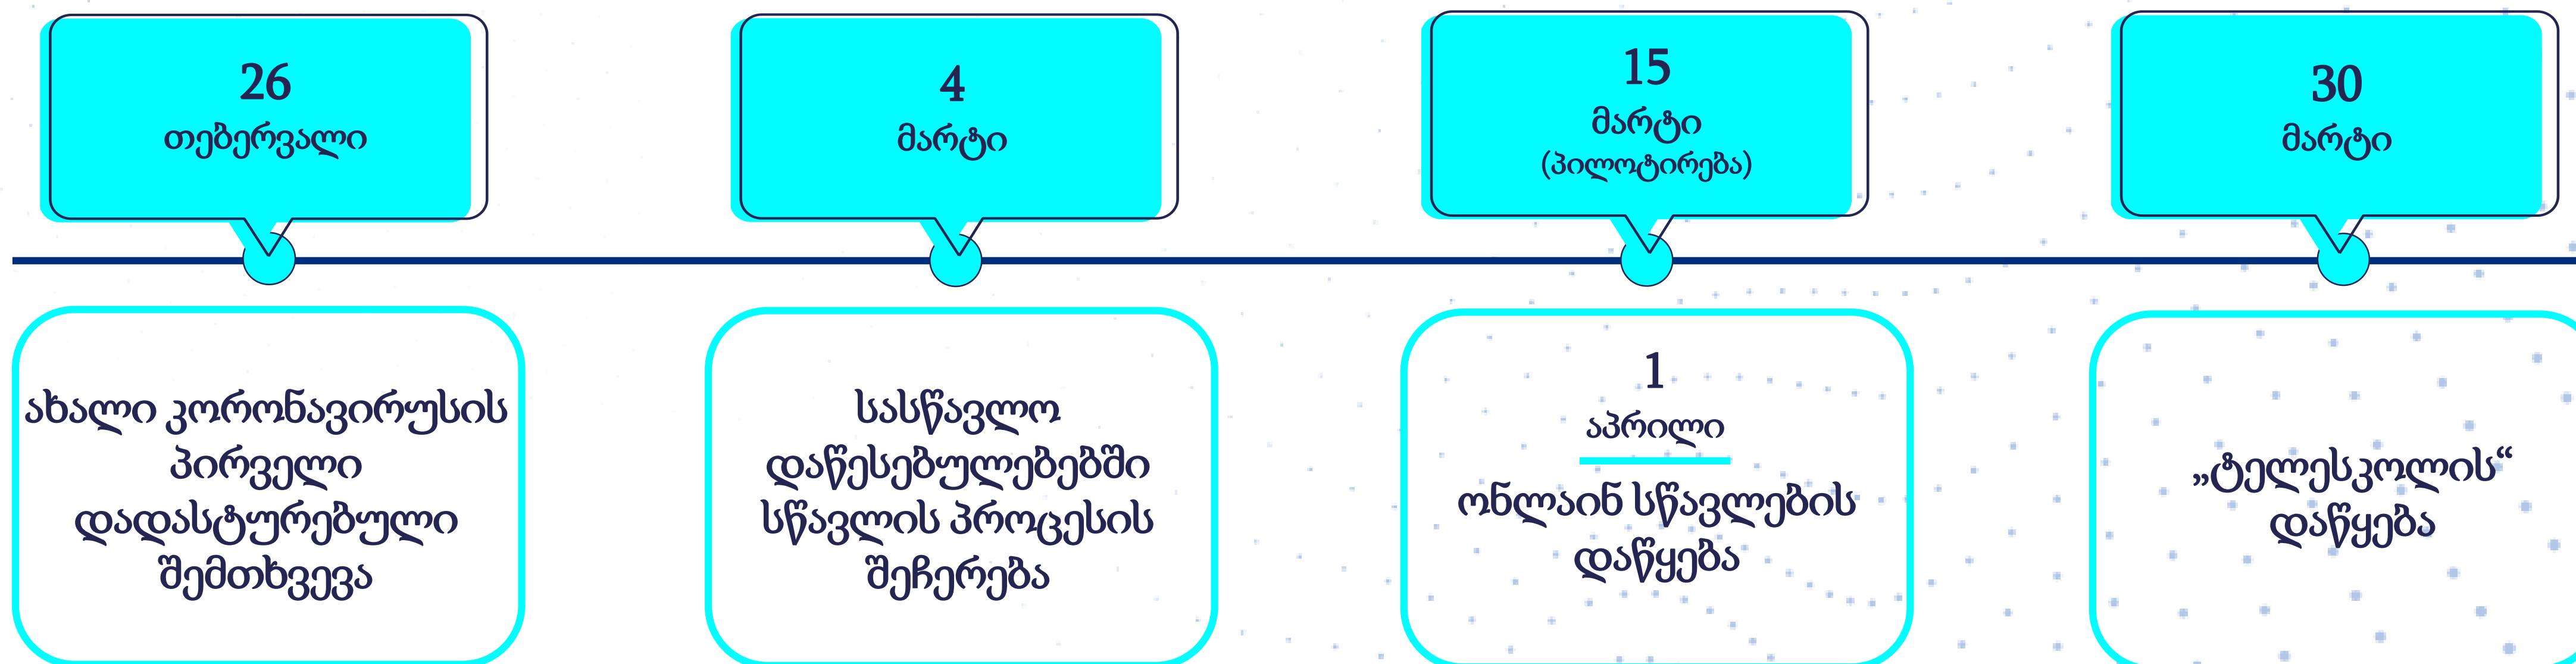 26
თებერვალი
4
მარტი
15
მარტი
(პილოტირება)
30
მარტი
ახალი კორონავირუსის
პირველი
დადასტურებული
შემთხვევა
სასწავლო
დაწესებულებებში
სწავლის პროცესის
შეჩერება
1
აპრილი
ონლაინ სწავლების
დაწყება
„ტელესკოლის“
დაწყება